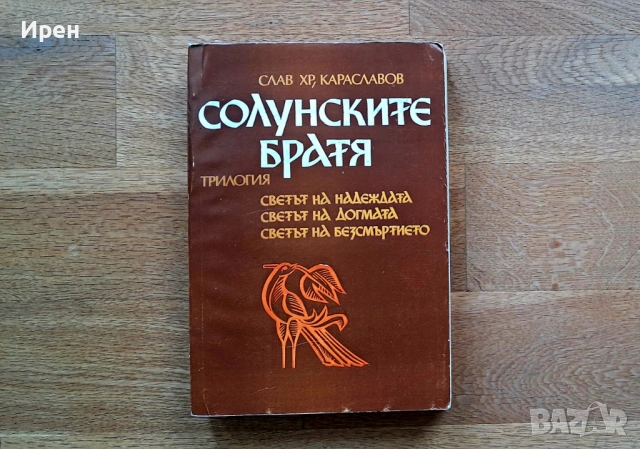 Ирен
СЛАВ ХР. КАРАСЛАВОВ
СОЛУНСКИТЕ
БРАТЯ
ТРИЛОГИЯ
СВЕТЪТ НА НАДЕЖДАТА
СВЕТЪТ НА ДОГМАТА
СВЕТЪТ НА БЕЗСМЪРТИЕТО
BAZAR